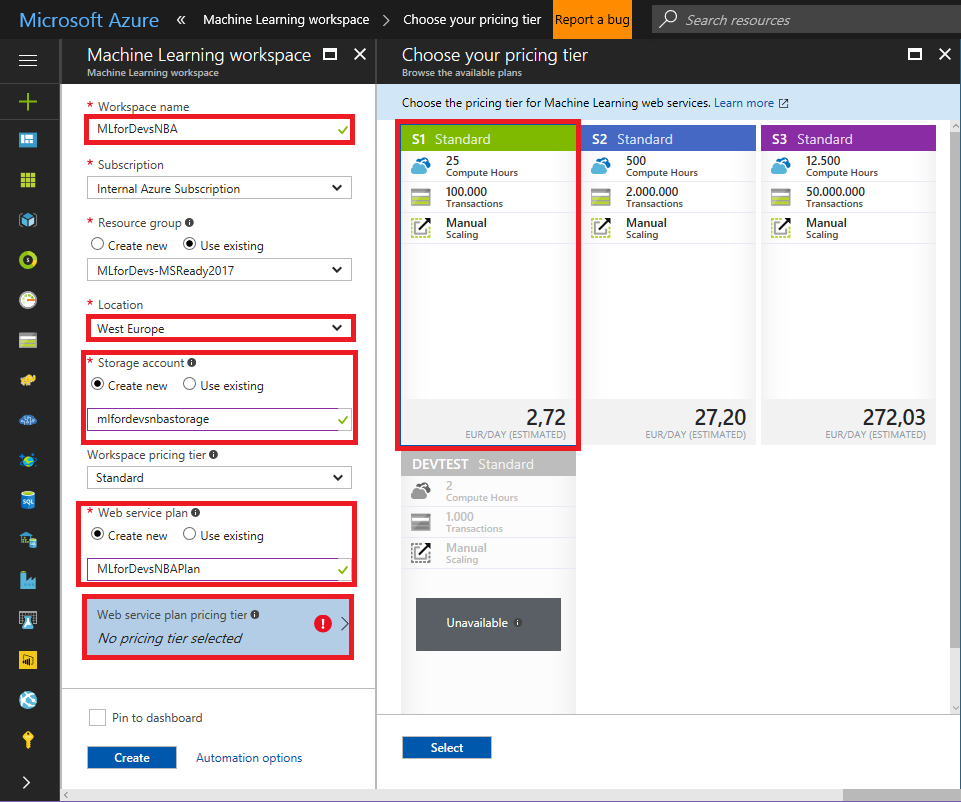 Microsoft Azure « Machine Learning workspace > Choose your pricing tier Report a bug Search resources
Machine Learning workspace
Machine Learning workspace
* Workspace name
MLforDevsNBA
* Subscription
Internal Azure Subscription
* Resource group
Create new Use existing
MLforDevs-MSReady2017
* Location
West Europe
* Storage account
Create new Use existing
mlfordevsnbastorage
Workspace pricing tier
Standard
* Web service plan
Create new Use existing
MLforDevsNBAPlan
Web service plan pricing tier
No pricing tier selected
Pin to dashboard
Create Automation options
Choose your pricing tier
Browse the available plans
Choose the pricing tier for Machine Learning web services. Learn more
S1 Standard
25
Compute Hours
100.000
Transactions
Manual
Scaling
2,72
EUR/DAY (ESTIMATED)
S2 Standard
500
Compute Hours
2.000.000
Transactions
Manual
Scaling
27,20
EUR/DAY (ESTIMATED)
S3 Standard
12.500
Compute Hours
50.000.000
Transactions
Manual
Scaling
272,03
EUR/DAY (ESTIMATED)
DEVTEST Standard
2
Compute Hours
1.000
Transactions
Manual
Scaling
Unavailable
Select
SQL